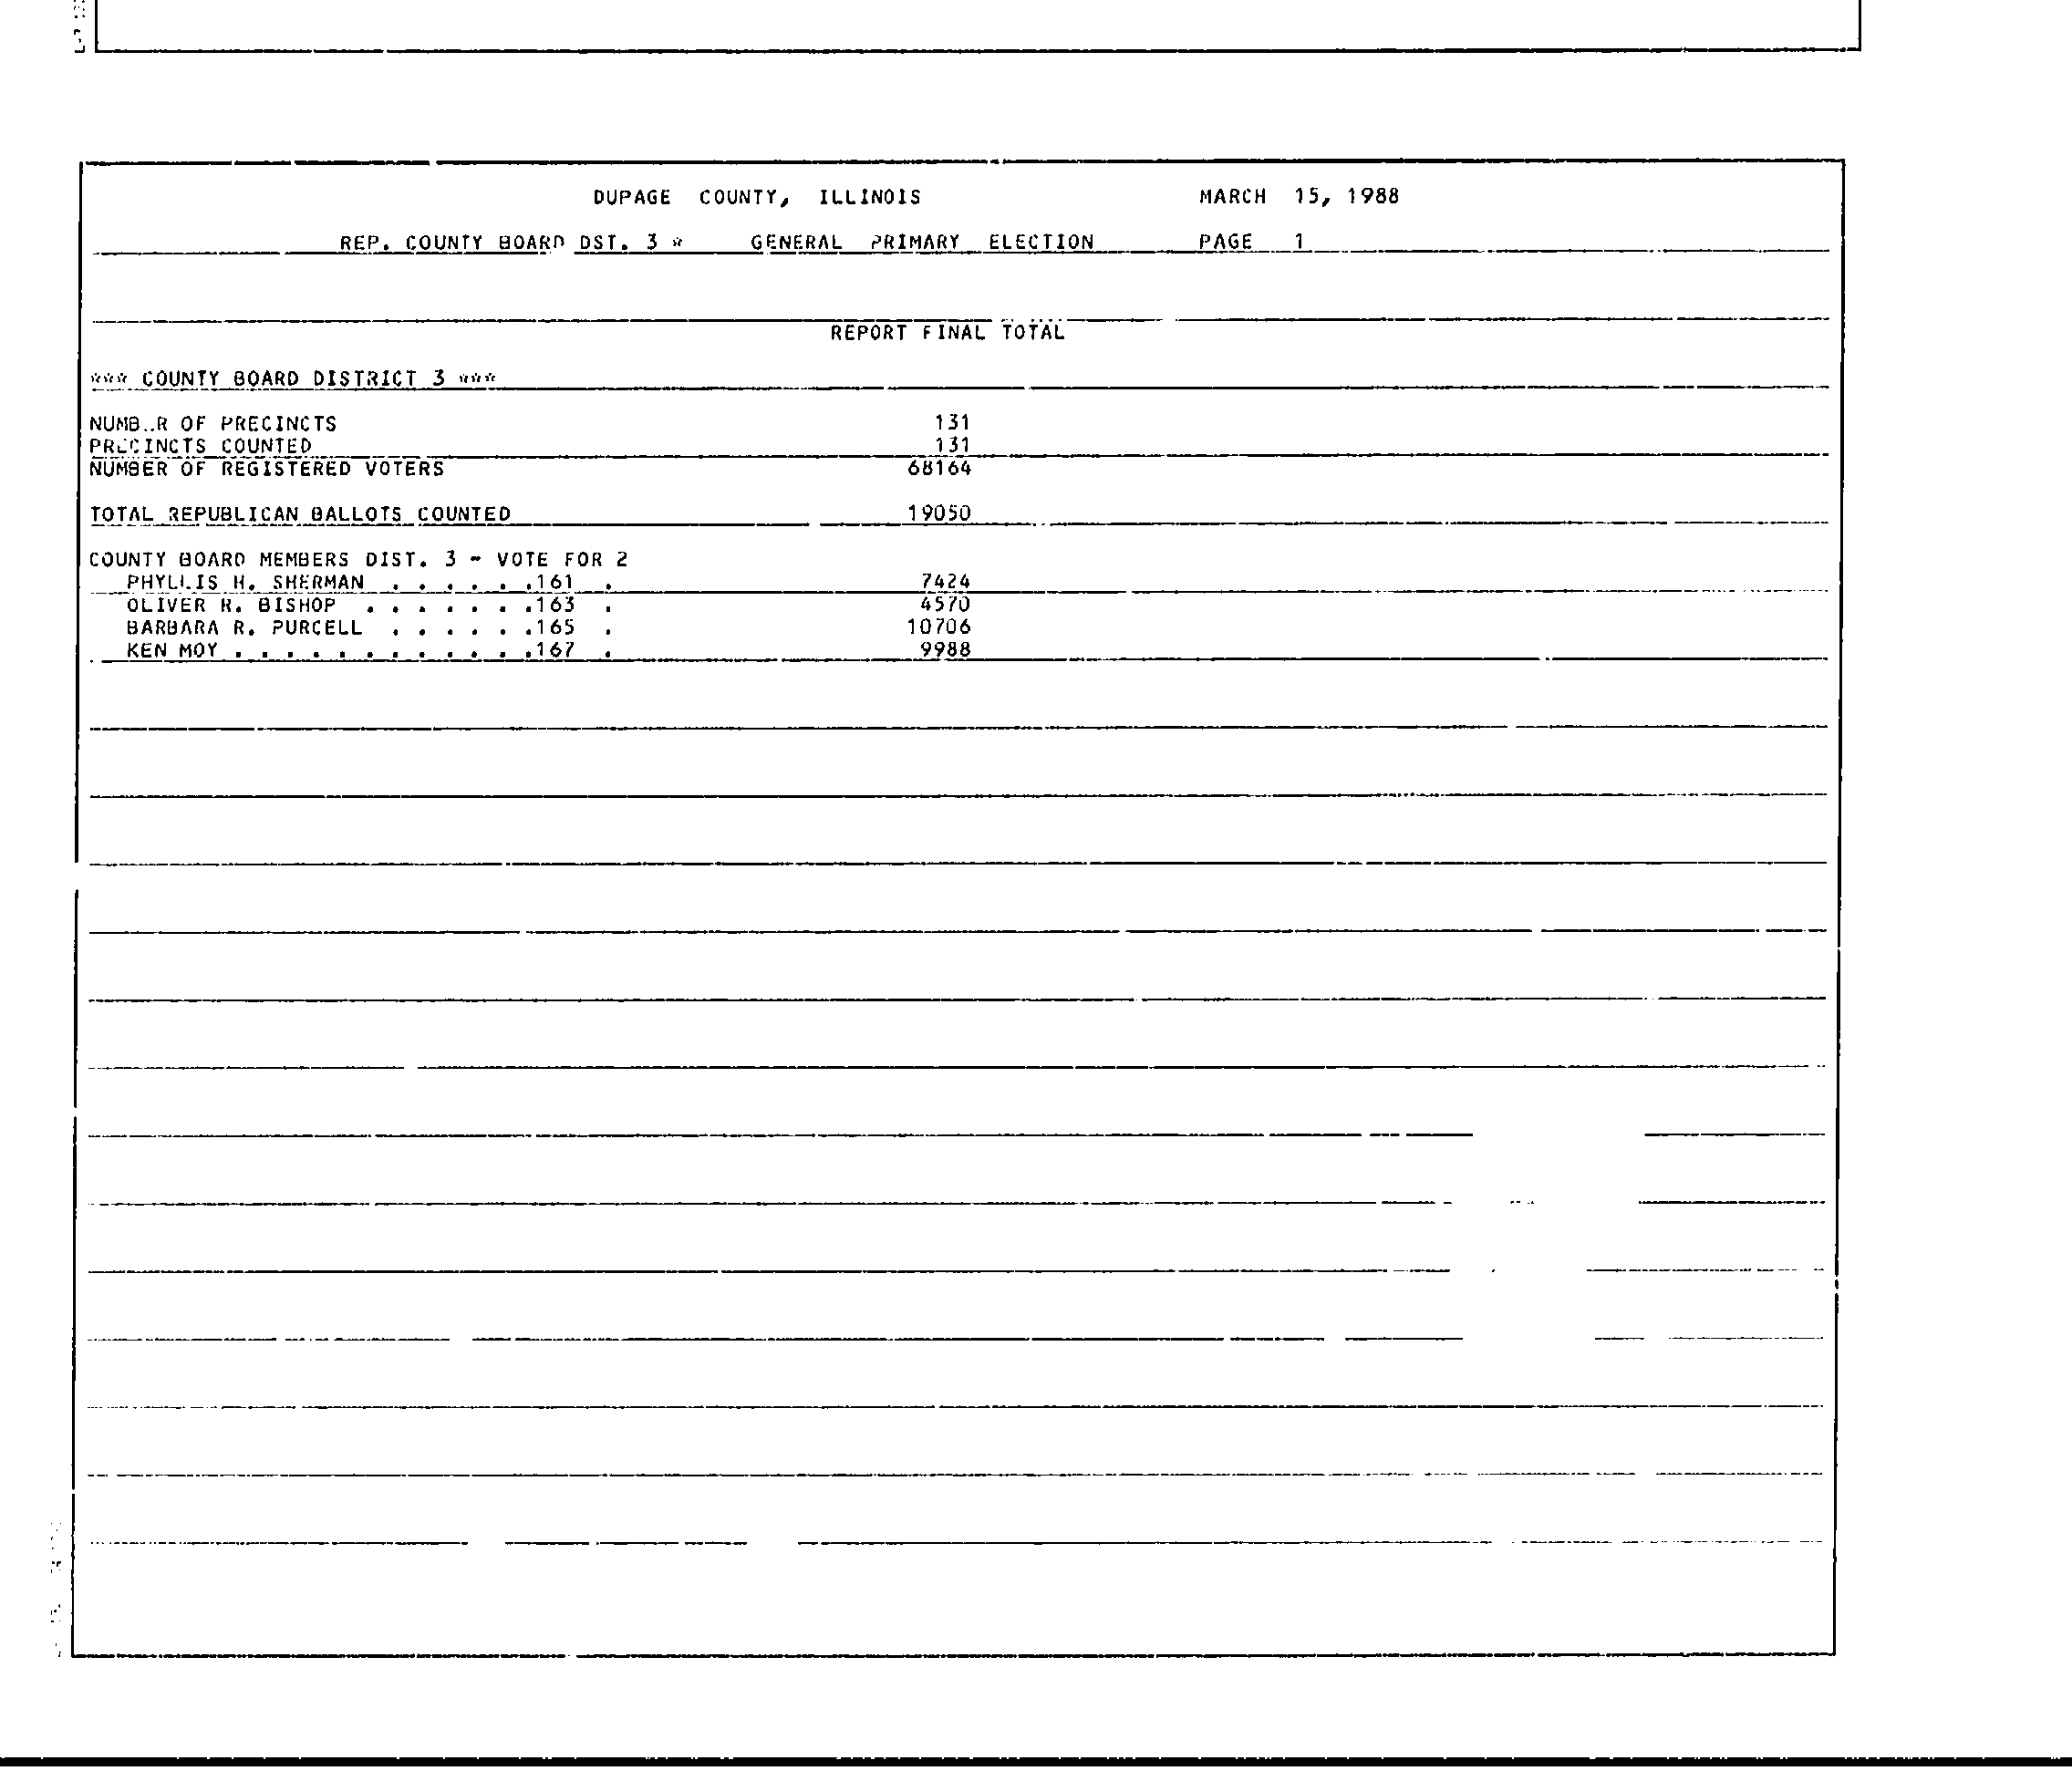 DUPAGE COUNTY, ILLINOIS MARCH 15, 1988
REP. COUNTY BOARD DST. 3 * GENERAL PRIMARY ELECTION PAGE 1
REPORT FINAL TOTAL
*** COUNTY BOARD DISTRICT 3 ***
NUMB..R OF PRECINCTS 131
PRECINCTS COUNTED 131
NUMBER OF REGISTERED VOTERS 68164
TOTAL REPUBLICAN BALLOTS COUNTED 19050
COUNTY BOARD MEMBERS DIST. 3 - VOTE FOR 2
PHYLLIS H. SHERMAN . . . . . .161 . 7424
OLIVER R. BISHOP . . . . . . .163 . 4570
BARBARA R. PURCELL . . . . . .165 . 10706
KEN MOY . . . . . . . . . . . .167 . 9988